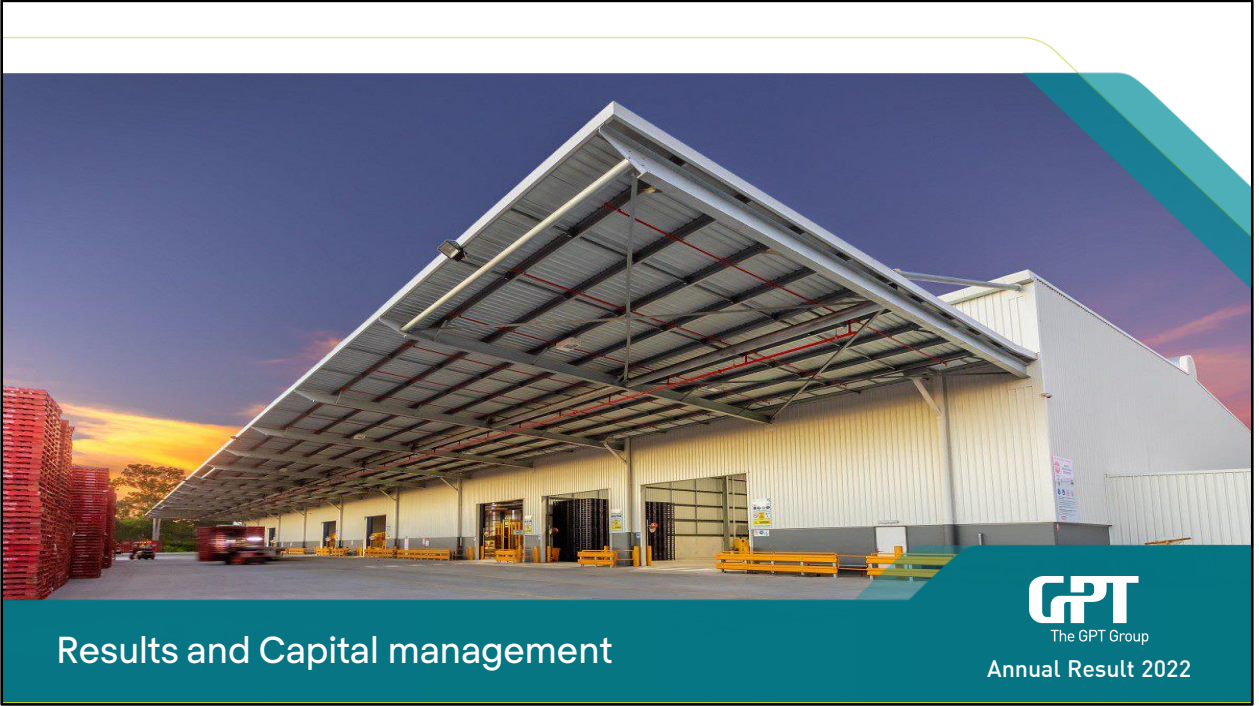 Results and Capital management
GPT
The GPT Group
Annual Result 2022